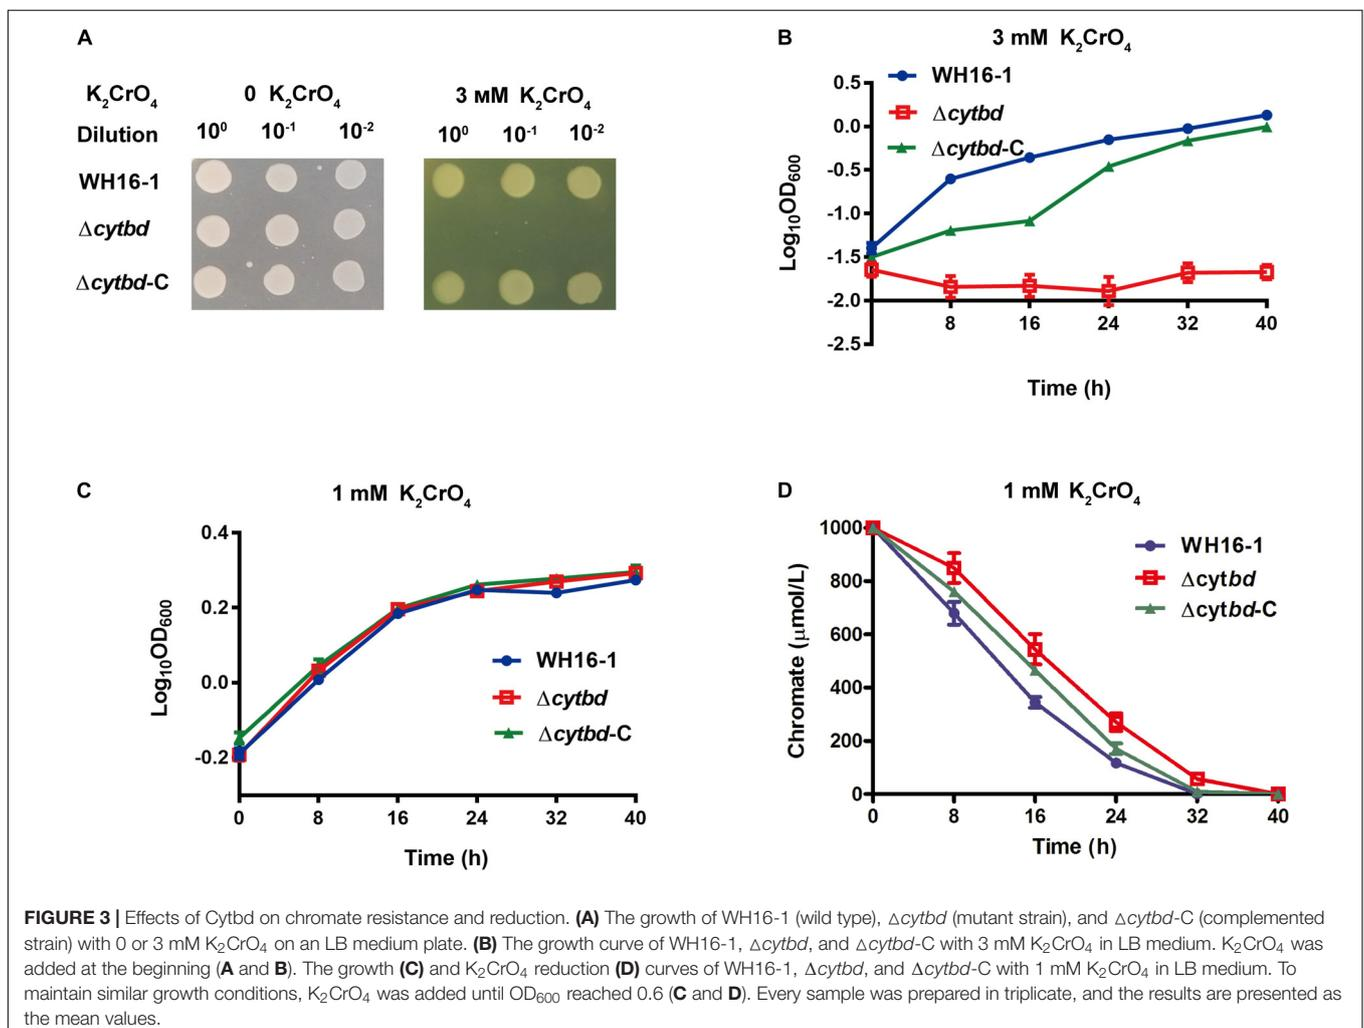 A
K2CrO4 0 K2CrO4 3 мM K2CrO4
Dilution 10^0 10^-1 10^-2 10^0 10^-1 10^-2
WH16-1
Δcytbd
Δcytbd-C
B
3 mM K2CrO4
WH16-1
Δcytbd
Δcytbd-C
Log10OD600
0.5
0.0
-0.5
-1.0
-1.5
-2.0
-2.5
8 16 24 32 40
Time (h)
C
1 mM K2CrO4
Log10OD600
0.4
0.2
0.0
-0.2
WH16-1
Δcytbd
Δcytbd-C
0 8 16 24 32 40
Time (h)
D
1 mM K2CrO4
Chromate (μmol/L)
1000
800
600
400
200
0
WH16-1
Δcytbd
Δcytbd-C
0 8 16 24 32 40
Time (h)
FIGURE 3 | Effects of Cytbd on chromate resistance and reduction. (A) The growth of WH16-1 (wild type), Δcytbd (mutant strain), and Δcytbd-C (complemented
strain) with 0 or 3 mM K2CrO4 on an LB medium plate. (B) The growth curve of WH16-1, Δcytbd, and Δcytbd-C with 3 mM K2CrO4 in LB medium. K2CrO4 was
added at the beginning (A and B). The growth (C) and K2CrO4 reduction (D) curves of WH16-1, Δcytbd, and Δcytbd-C with 1 mM K2CrO4 in LB medium. To
maintain similar growth conditions, K2CrO4 was added until OD600 reached 0.6 (C and D). Every sample was prepared in triplicate, and the results are presented as
the mean values.